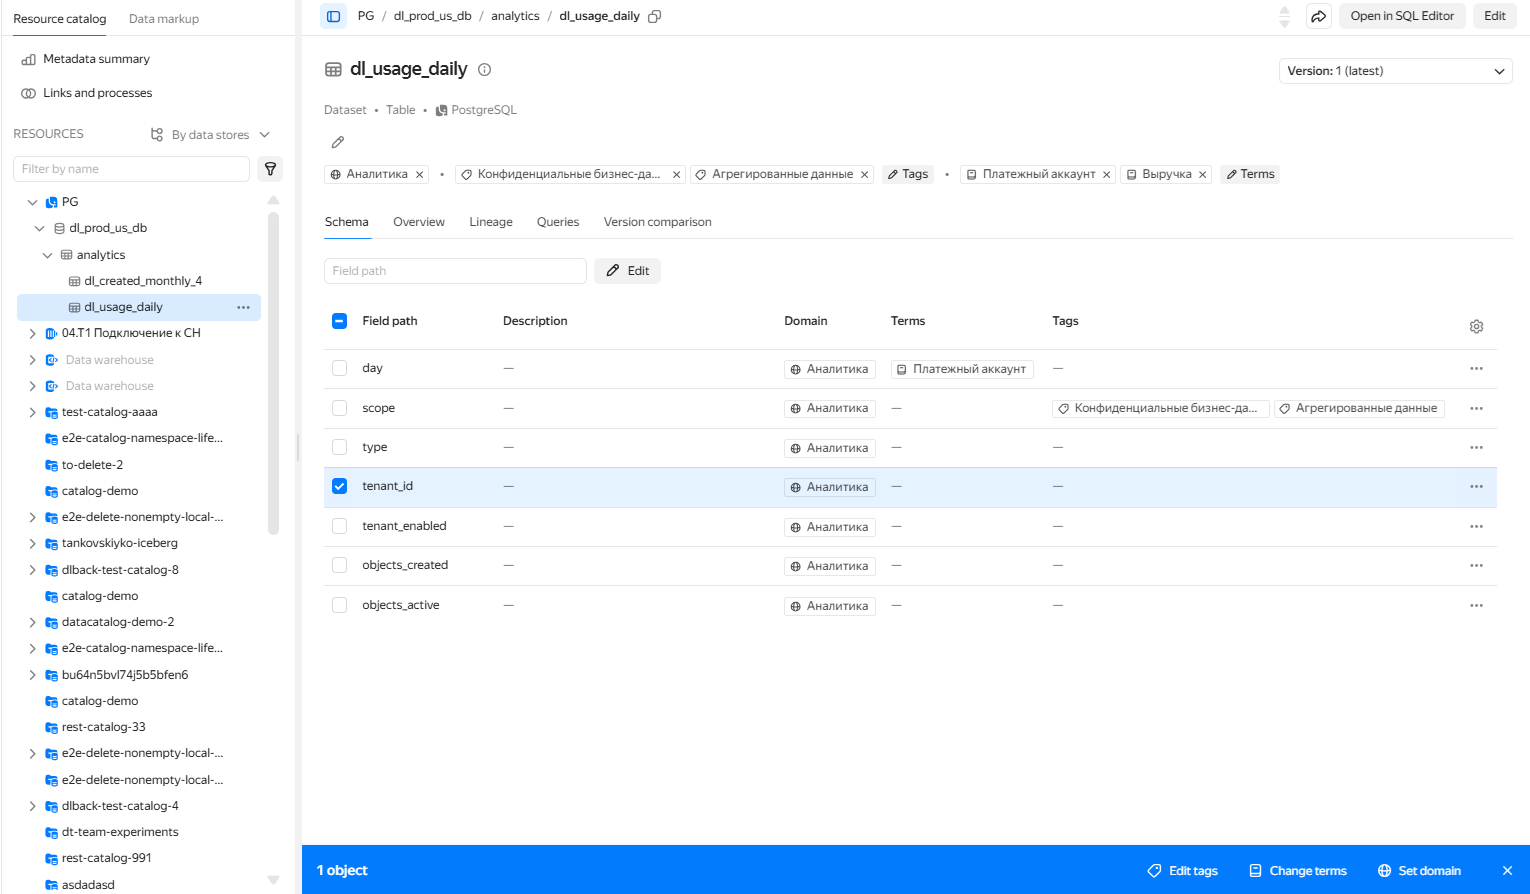 Resource catalog
Data markup
Metadata summary
Links and processes
RESOURCES
By data stores
Filter by name
PG
dl_prod_us_db
analytics
dl_created_monthly_4
dl_usage_daily
04.T1 Подключение к CH
Data warehouse
Data warehouse
test-catalog-aaaa
e2e-catalog-namespace-life...
to-delete-2
catalog-demo
e2e-delete-nonempty-local-...
tankovskiyko-iceberg
dlback-test-catalog-8
catalog-demo
datacatalog-demo-2
e2e-catalog-namespace-life...
bu64n5bvl74j5b5bfen6
catalog-demo
rest-catalog-33
e2e-delete-nonempty-local-...
e2e-delete-nonempty-local-...
dlback-test-catalog-4
dt-team-experiments
rest-catalog-991
asdadasd
PG / dl_prod_us_db / analytics / dl_usage_daily
Open in SQL Editor
Edit
dl_usage_daily
Version: 1 (latest)
Dataset • Table • PostgreSQL
Аналитика • Конфиденциальные бизнес-да... Агрегированные данные Tags • Платежный аккаунт Выручка Terms
Schema Overview Lineage Queries Version comparison
Field path
Edit
Field path Description Domain Terms Tags
day — Аналитика Платежный аккаунт —
scope — Аналитика — Конфиденциальные бизнес-да... Агрегированные данные
type — Аналитика — —
tenant_id — Аналитика — —
tenant_enabled — Аналитика — —
objects_created — Аналитика — —
objects_active — Аналитика — —
1 object
Edit tags
Change terms
Set domain